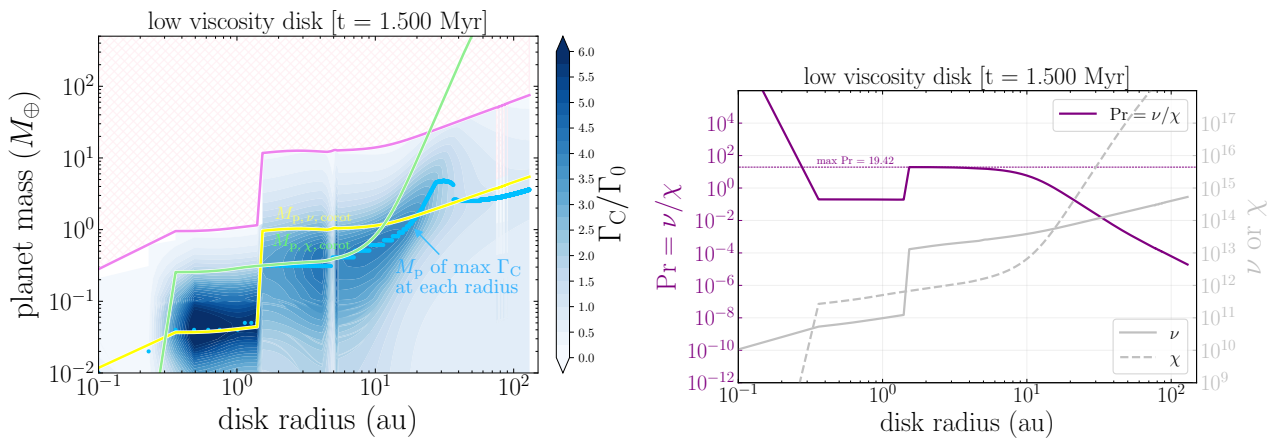 low viscosity disk [t = 1.500 Myr]
planet mass (M⊕)
10²
10¹
10⁰
10⁻¹
10⁻²
M_{p,ν,corot}
M_{p,χ,corot}
M_p of max Γ_C
at each radius
10⁻¹
10⁰
10¹
10²
disk radius (au)
6.0
5.5
5.0
4.5
4.0
3.5
3.0
2.5
2.0
1.5
1.0
0.5
0.0
Γ_C/Γ_0
low viscosity disk [t = 1.500 Myr]
Pr = ν/χ
10⁴
10²
10⁰
10⁻²
10⁻⁴
10⁻⁶
10⁻⁸
10⁻¹⁰
10⁻¹²
Pr = ν/χ
max Pr = 19.42
ν
χ
10¹⁷
10¹⁶
10¹⁵
10¹⁴
10¹³
10¹²
10¹¹
10¹⁰
10⁹
ν or χ
10⁻¹
10⁰
10¹
10²
disk radius (au)